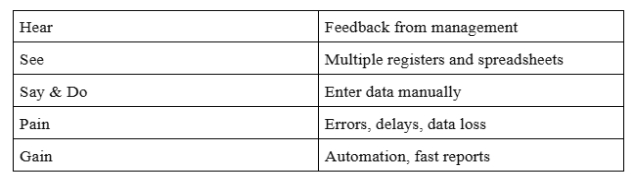 Hear Feedback from management
See Multiple registers and spreadsheets
Say & Do Enter data manually
Pain Errors, delays, data loss
Gain Automation, fast reports